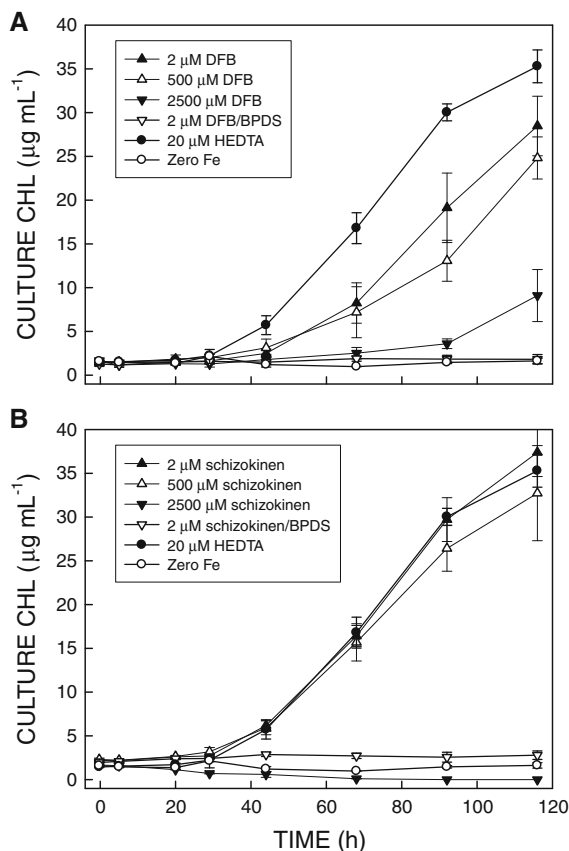 A
CULTURE CHL (µg mL-1)
40
35
30
25
20
15
10
5
0
2 µM DFB
500 µM DFB
2500 µM DFB
2 µM DFB/BPDS
20 µM HEDTA
Zero Fe
B
CULTURE CHL (µg mL-1)
40
35
30
25
20
15
10
5
0
2 µM schizokinen
500 µM schizokinen
2500 µM schizokinen
2 µM schizokinen/BPDS
20 µM HEDTA
Zero Fe
0 20 40 60 80 100 120
TIME (h)